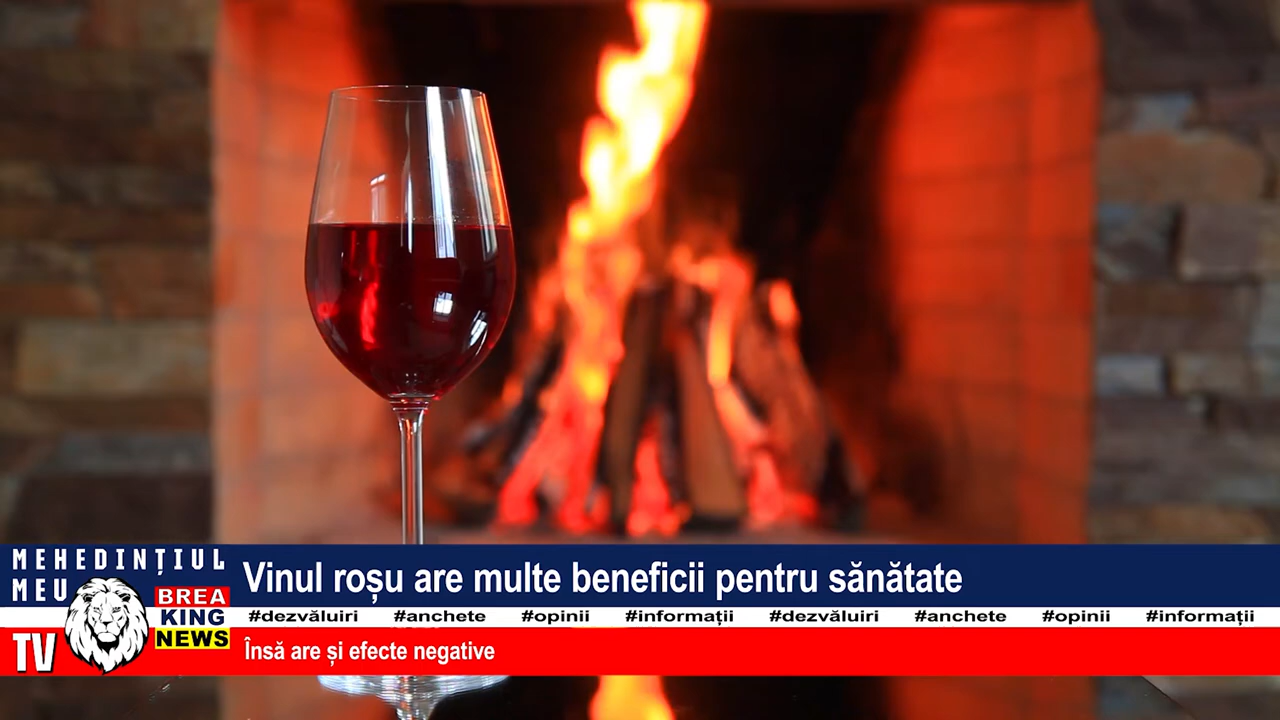 MEHEDINȚIUL
MEU
BREA
KING
NEWS
TV
Vinul roșu are multe beneficii pentru sănătate
#dezvăluiri #anchete #opinii #informații #dezvăluiri #anchete #opinii #informații
Însă are și efecte negative